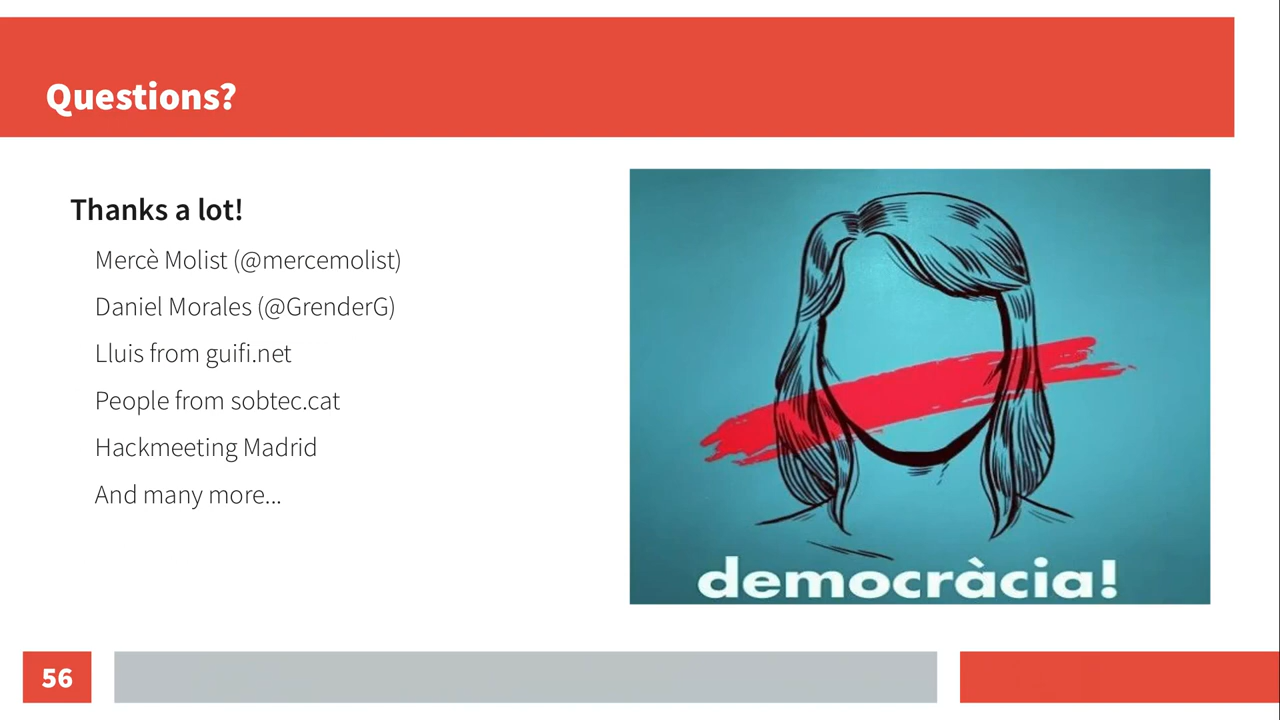 Questions?
Thanks a lot!
Mercè Molist (@mercemolist)
Daniel Morales (@GrenderG)
Lluis from guifi.net
People from sobtec.cat
Hackmeeting Madrid
And many more...
democràcia!
56